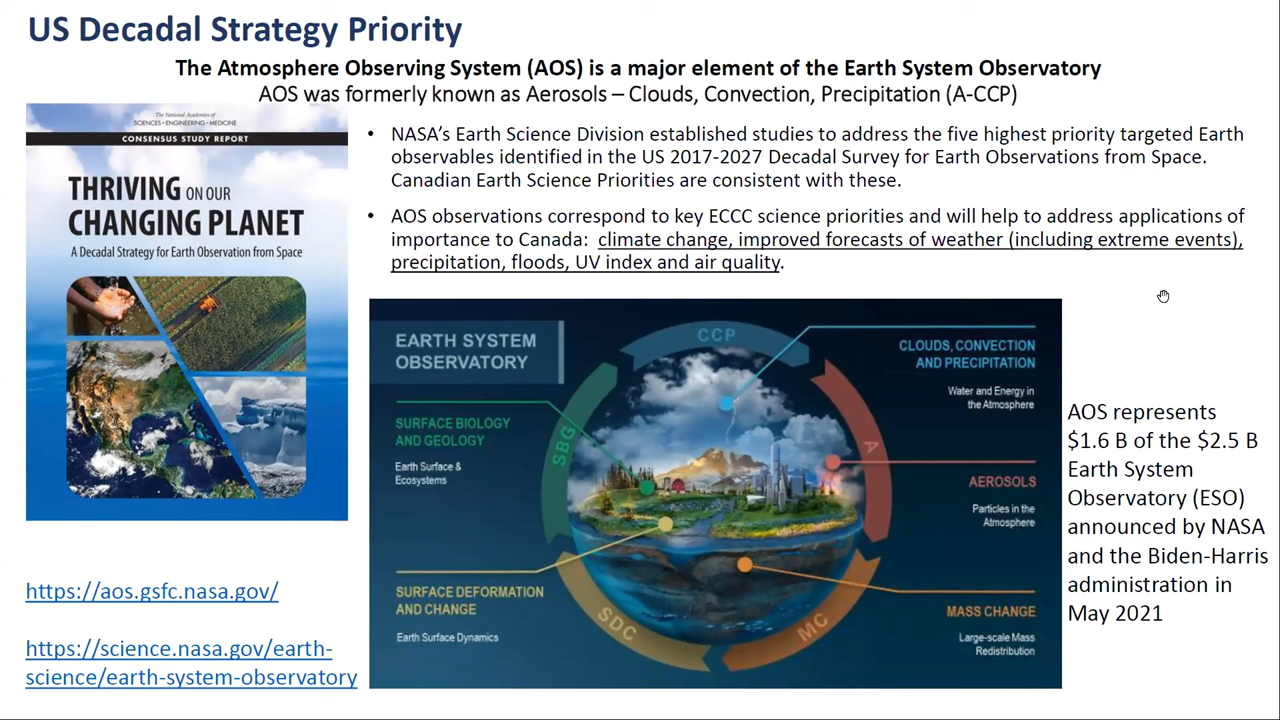 US Decadal Strategy Priority
The Atmosphere Observing System (AOS) is a major element of the Earth System Observatory
AOS was formerly known as Aerosols – Clouds, Convection, Precipitation (A-CCP)
The National Academies of
SCIENCES • ENGINEERING • MEDICINE
CONSENSUS STUDY REPORT
THRIVING ON OUR
CHANGING PLANET
A Decadal Strategy for Earth Observation from Space
• NASA's Earth Science Division established studies to address the five highest priority targeted Earth
observables identified in the US 2017-2027 Decadal Survey for Earth Observations from Space.
Canadian Earth Science Priorities are consistent with these.
• AOS observations correspond to key ECCC science priorities and will help to address applications of
importance to Canada: climate change, improved forecasts of weather (including extreme events),
precipitation, floods, UV index and air quality.
EARTH SYSTEM
OBSERVATORY
CCP
CLOUDS, CONVECTION
AND PRECIPITATION
Water and Energy in
the Atmosphere
SURFACE BIOLOGY
AND GEOLOGY
Earth Surface &
Ecosystems
SBG
A
AEROSOLS
Particles in the
Atmosphere
SURFACE DEFORMATION
AND CHANGE
Earth Surface Dynamics
SDC
MC
MASS CHANGE
Large-scale Mass
Redistribution
AOS represents
$1.6 B of the $2.5 B
Earth System
Observatory (ESO)
announced by NASA
and the Biden-Harris
administration in
May 2021
https://aos.gsfc.nasa.gov/
https://science.nasa.gov/earth-
science/earth-system-observatory